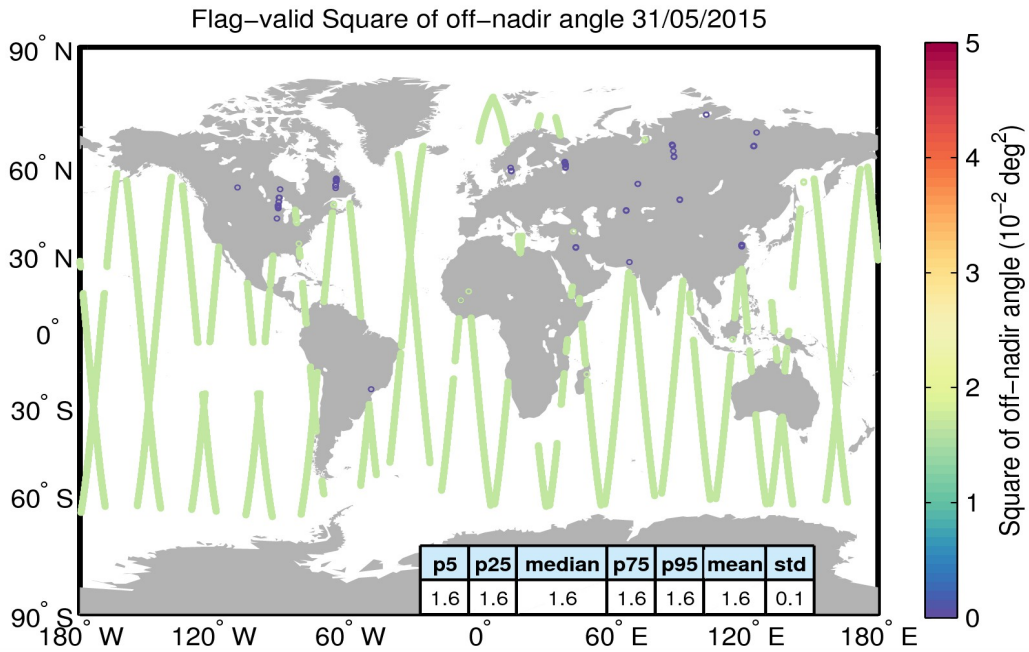 Flag−valid Square of off−nadir angle 31/05/2015
90° N
60° N
30° N
0°
30° S
60° S
90° S
180° W
120° W
60° W
0°
60° E
120° E
180° E
p5 p25 median p75 p95 mean std
1.6 1.6 1.6 1.6 1.6 1.6 0.1
5
4
3
2
1
0
Square of off−nadir angle (10⁻² deg²)